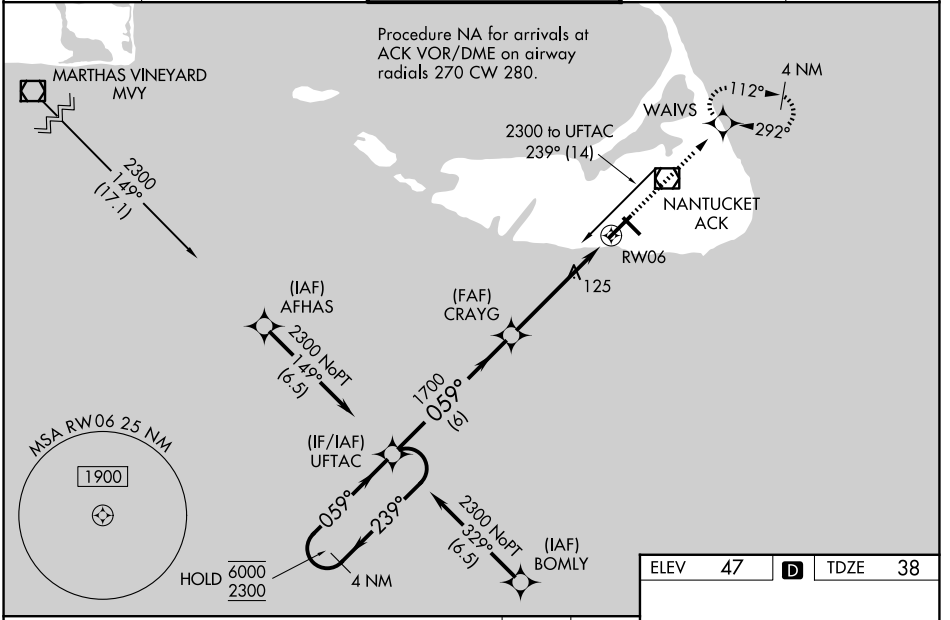 Procedure NA for arrivals at
ACK VOR/DME on airway
radials 270 CW 280.
MARTHAS VINEYARD
MVY
4 NM
112°
WAIVS
292°
2300 to UFTAC
239° (14)
2300
149°
(17.1)
NANTUCKET
ACK
RW06
125
(IAF)
AFHAS
(FAF)
CRAYG
2300 NoPT
149°
(6.5)
1700
059°
(6)
MSA RW06 25 NM
1900
(IF/IAF)
UFTAC
059°
239°
2300 NoPT
329°
(6.5)
(IAF)
BOMLY
HOLD 6000
2300
4 NM
ELEV 47 D TDZE 38